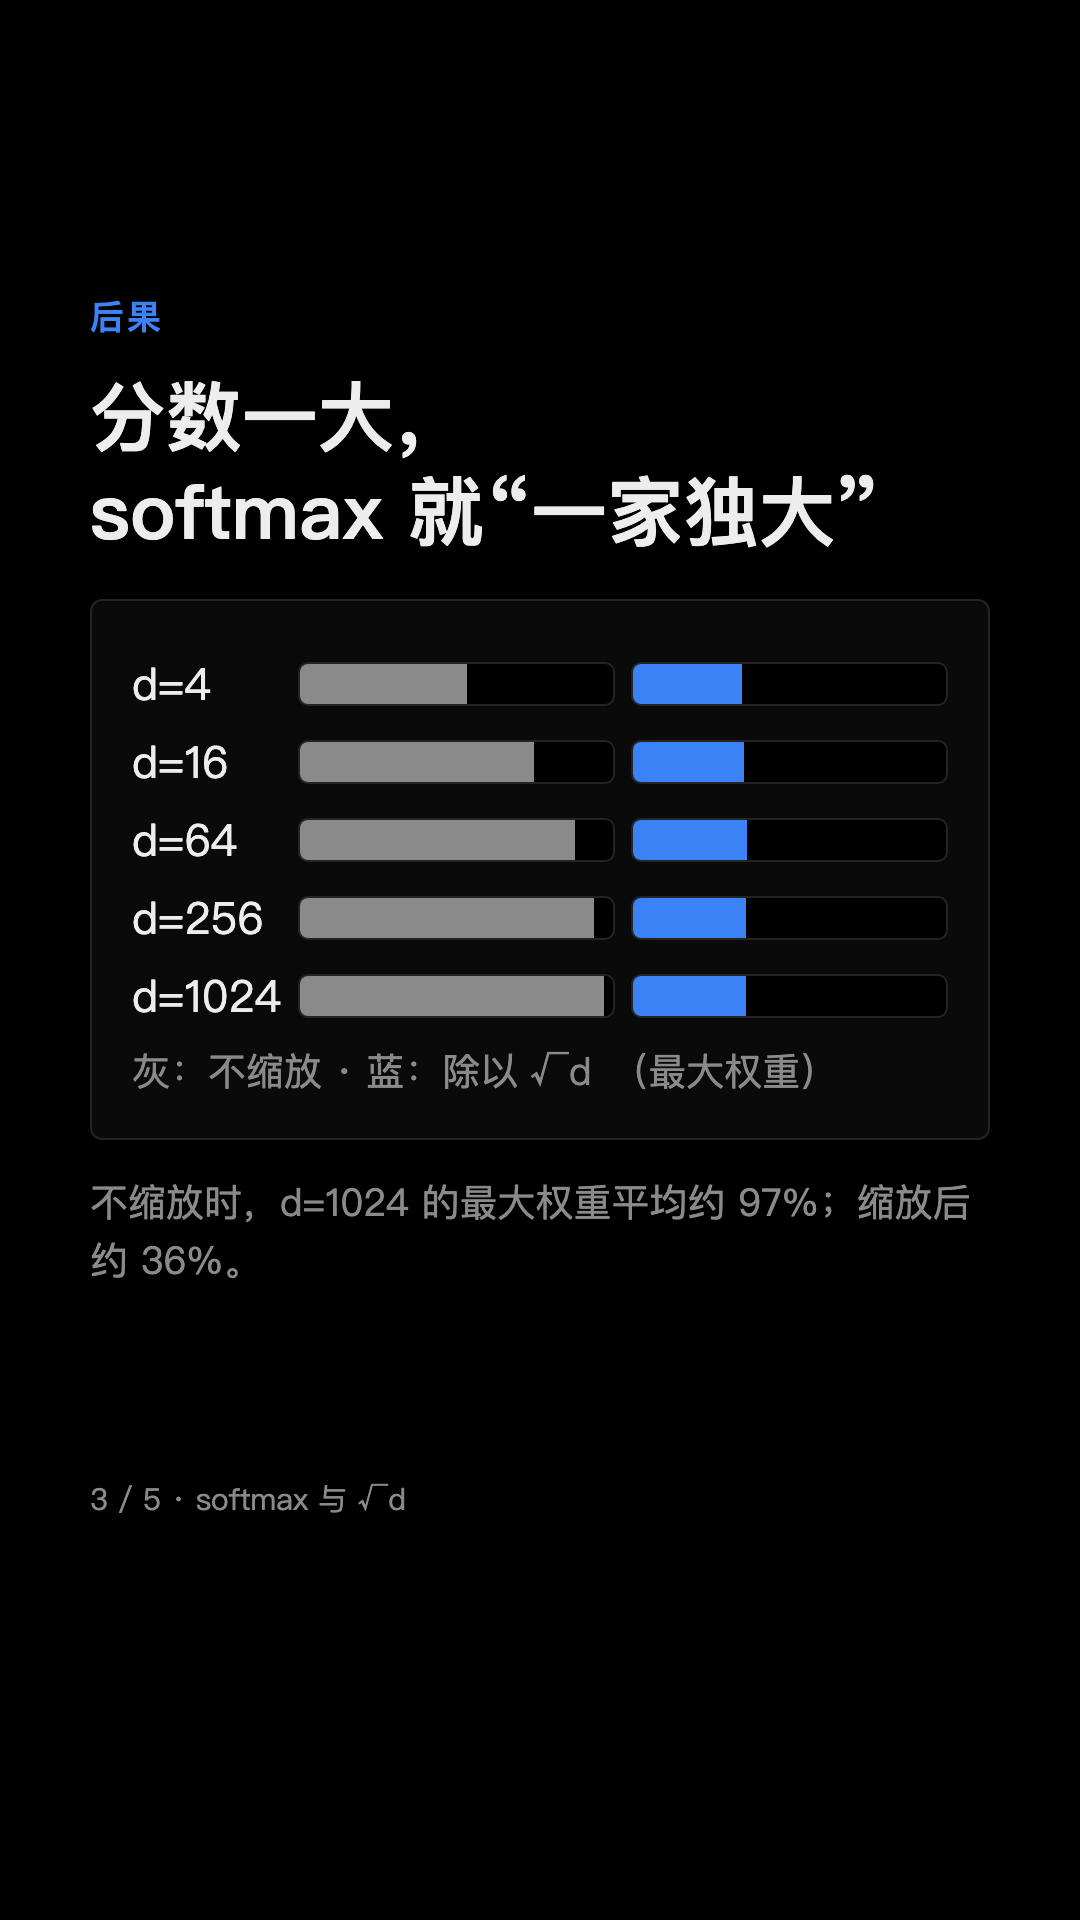 后果
分数一大，
softmax 就“一家独大”
d=4
d=16
d=64
d=256
d=1024
灰：不缩放 · 蓝：除以 √d （最大权重）
不缩放时，d=1024 的最大权重平均约 97%；缩放后
约 36%。
3 / 5 · softmax 与 √d